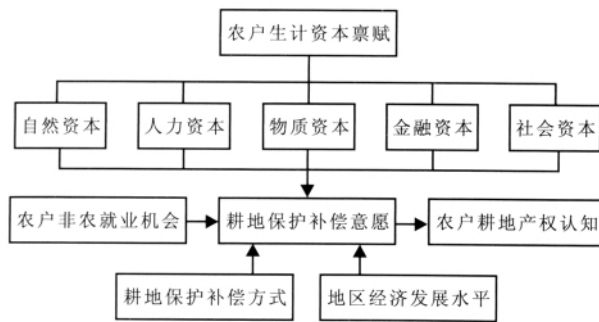 农户生计资本禀赋
自然资本
人力资本
物质资本
金融资本
社会资本
农户非农就业机会
耕地保护补偿意愿
农户耕地产权认知
耕地保护补偿方式
地区经济发展水平